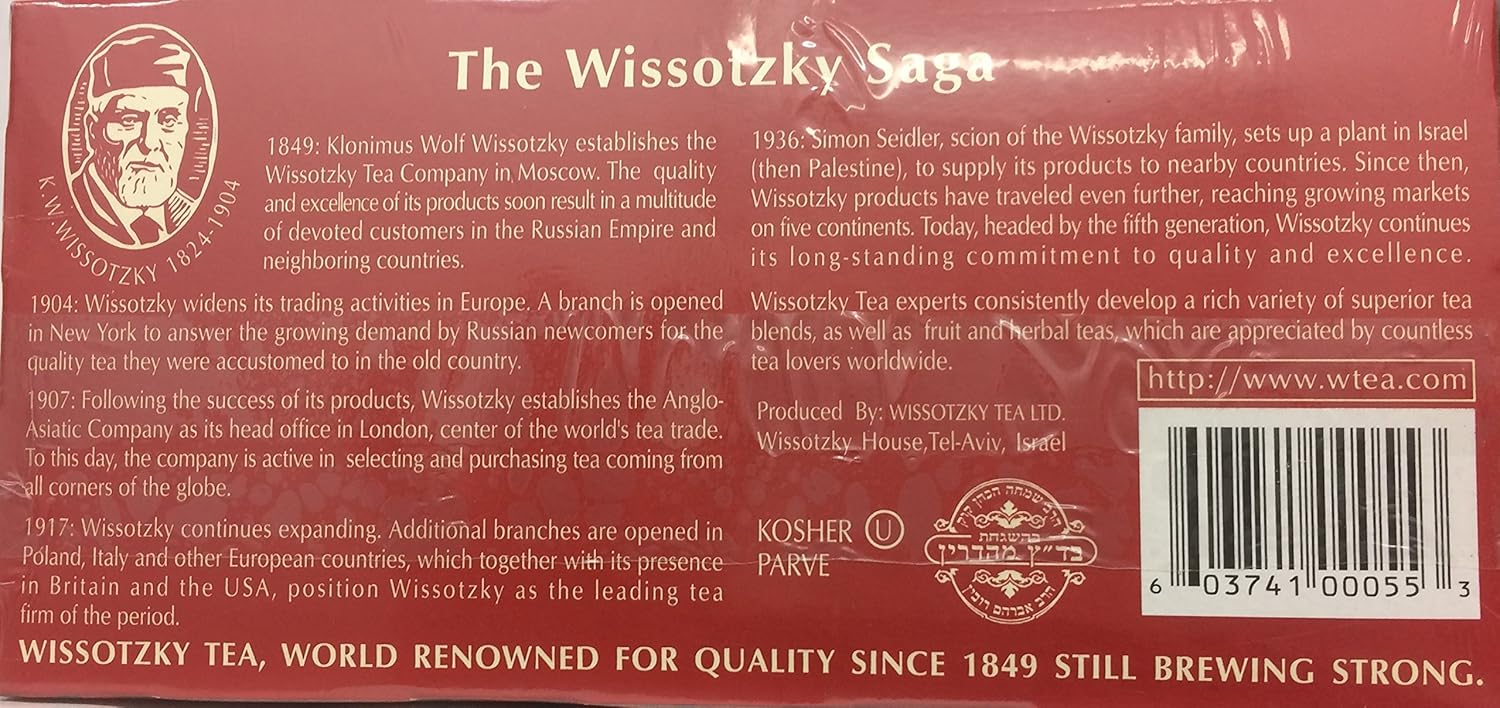 The Wissotzky Saga
K.W.WISSOTZKY 1824-1904
1849: Klonimus Wolf Wissotzky establishes the
Wissotzky Tea Company in Moscow. The quality
and excellence of its products soon result in a multitude
of devoted customers in the Russian Empire and
neighboring countries.
1904: Wissotzky widens its trading activities in Europe. A branch is opened
in New York to answer the growing demand by Russian newcomers for the
quality tea they were accustomed to in the old country.
1907: Following the success of its products, Wissotzky establishes the Anglo-
Asiatic Company as its head office in London, center of the world's tea trade.
To this day, the company is active in selecting and purchasing tea coming from
all corners of the globe.
1917: Wissotzky continues expanding. Additional branches are opened in
Poland, Italy and other European countries, which together with its presence
in Britain and the USA, position Wissotzky as the leading tea
firm of the period.
1936: Simon Seidler, scion of the Wissotzky family, sets up a plant in Israel
(then Palestine), to supply its products to nearby countries. Since then,
Wissotzky products have traveled even further, reaching growing markets
on five continents. Today, headed by the fifth generation, Wissotzky continues
its long-standing commitment to quality and excellence.
Wissotzky Tea experts consistently develop a rich variety of superior tea
blends, as well as fruit and herbal teas, which are appreciated by countless
tea lovers worldwide.
http://www.wtea.com
Produced By: WISSOTZKY TEA LTD.
Wissotzky House,Tel-Aviv, Israel
KOSHER U
PARVE
הרב שמחה הכהן קוק
בהשגחת
בד״ץ מהדרין
הרב אברהם רובין
6 03741 00055 3
WISSOTZKY TEA, WORLD RENOWNED FOR QUALITY SINCE 1849 STILL BREWING STRONG.